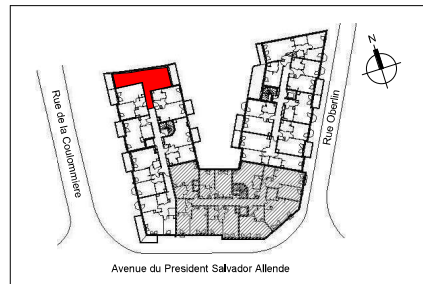 N
Rue de la Coulommiere
Rue Oberlin
Avenue du President Salvador Allende